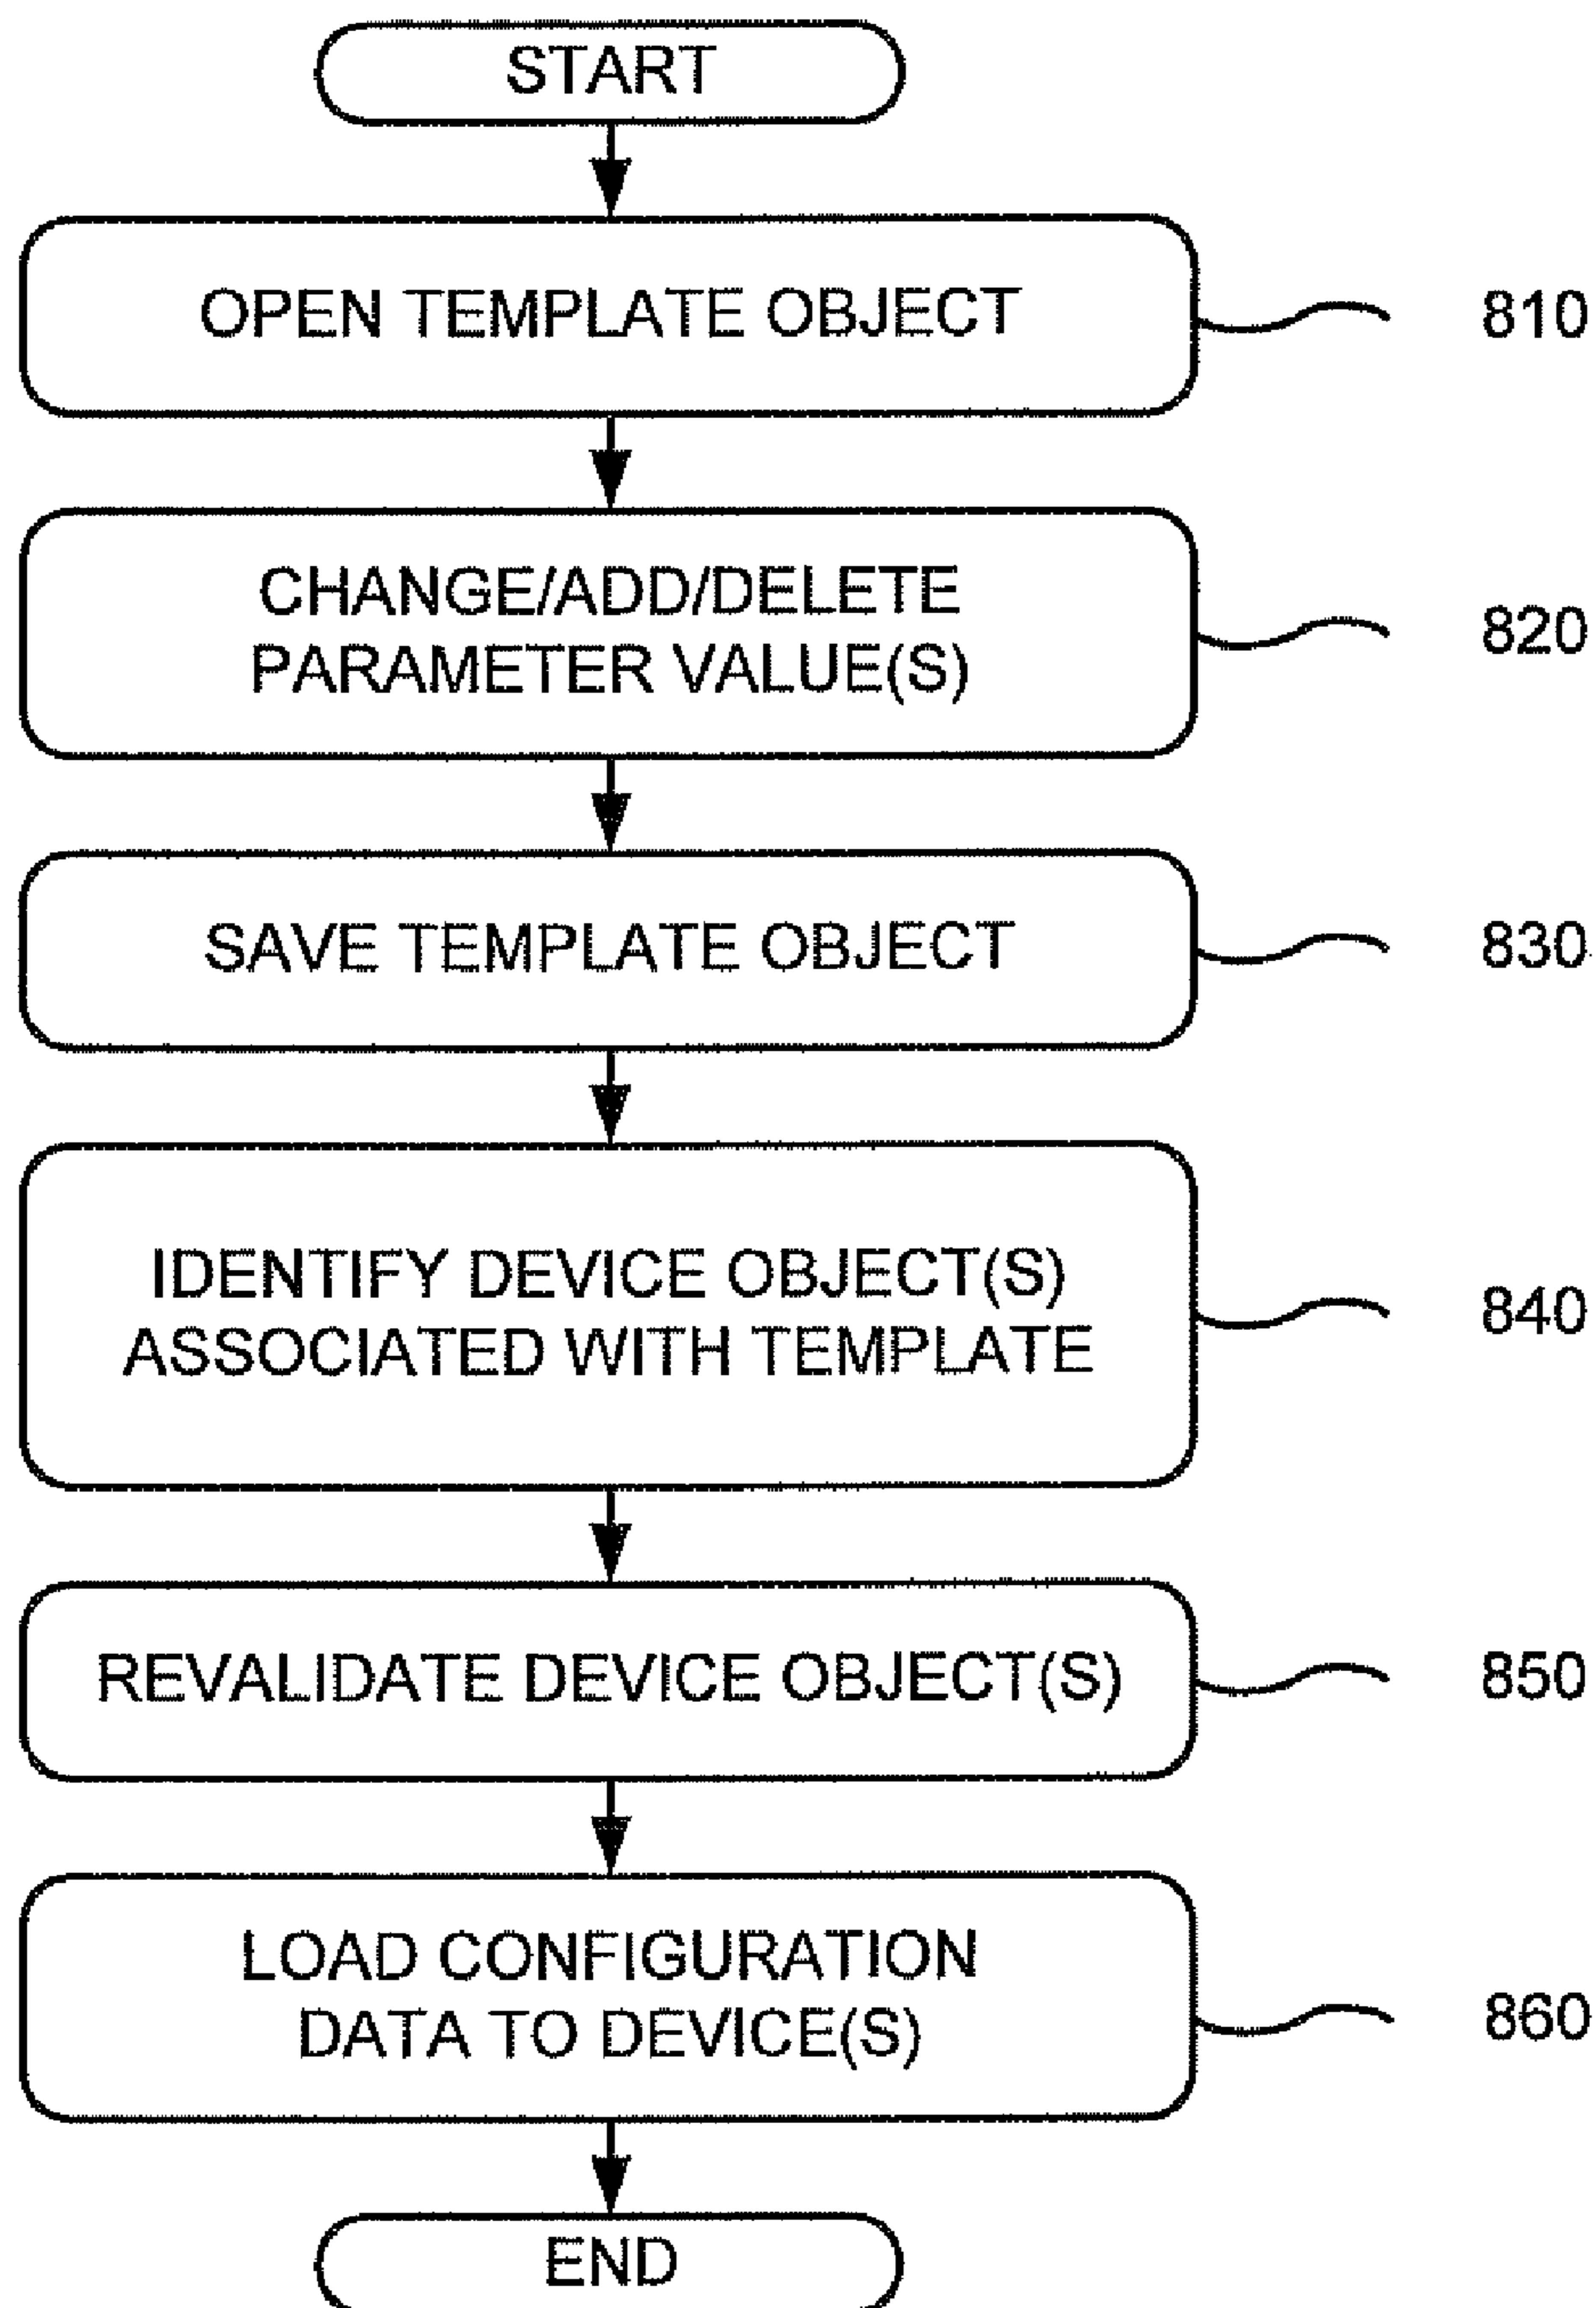 START
OPEN TEMPLATE OBJECT
810
CHANGE/ADD/DELETE
PARAMETER VALUE(S)
820
SAVE TEMPLATE OBJECT
830
IDENTIFY DEVICE OBJECT(S)
ASSOCIATED WITH TEMPLATE
840
REVALIDATE DEVICE OBJECT(S)
850
LOAD CONFIGURATION
DATA TO DEVICE(S)
860
END